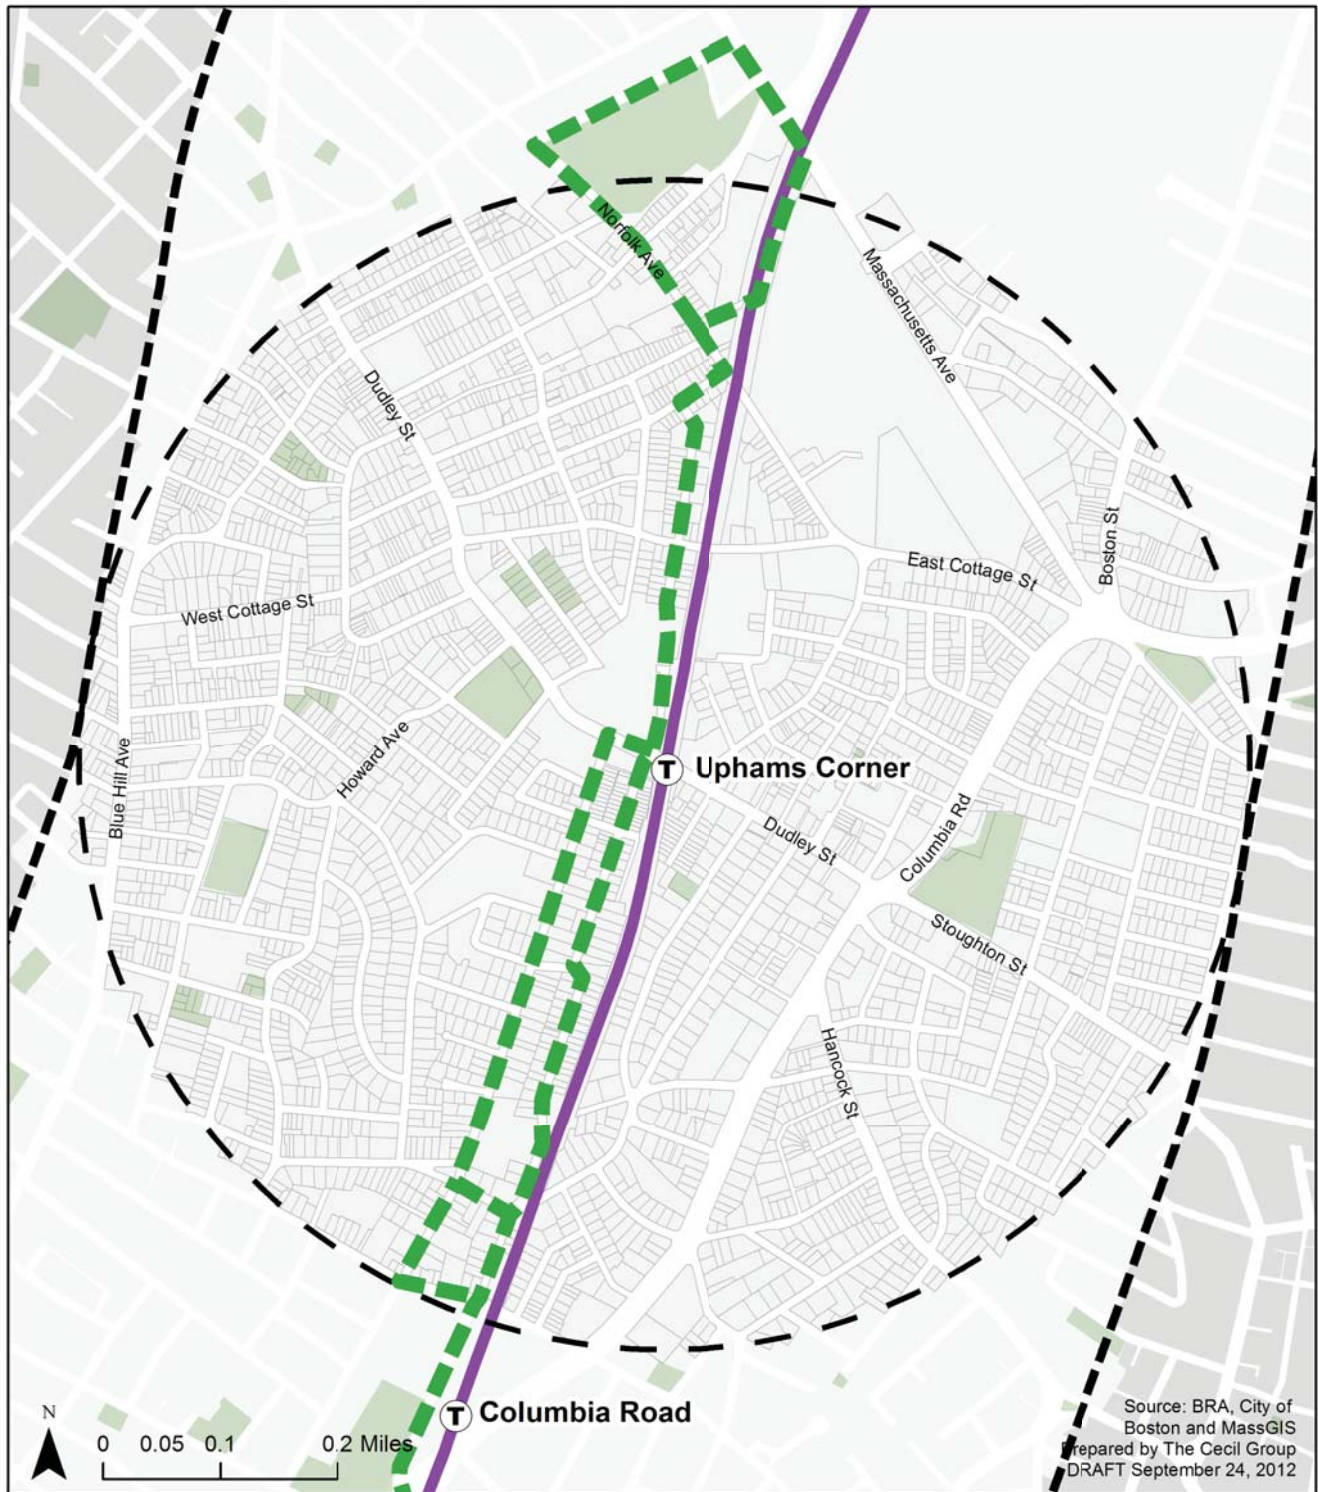 Norfolk Ave
Massachusetts Ave
Dudley St
Boston St
East Cottage St
West Cottage St
Howard Ave
Blue Hill Ave
T Uphams Corner
Dudley St
Columbia Rd
Stoughton St
Hancock St
T Columbia Road
N
0 0.05 0.1 0.2 Miles
Source: BRA, City of
Boston and MassGIS
Prepared by The Cecil Group
DRAFT September 24, 2012